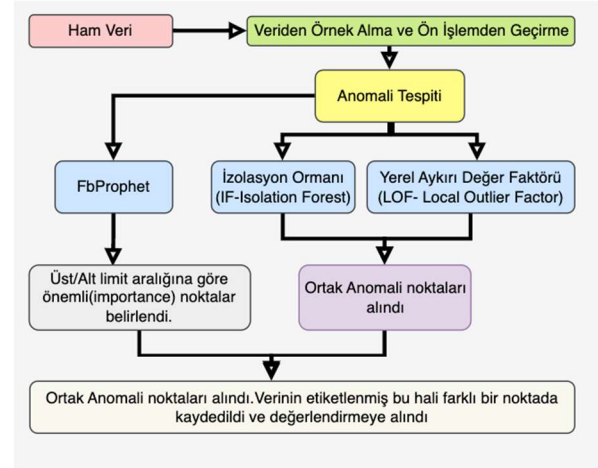 Ham Veri
Veriden Örnek Alma ve Ön İşlemden Geçirme
Anomali Tespiti
FbProphet
İzolasyon Ormanı
(IF-Isolation Forest)
Yerel Aykırı Değer Faktörü
(LOF- Local Outlier Factor)
Üst/Alt limit aralığına göre
önemli(importance) noktalar
belirlendi.
Ortak Anomali noktaları
alındı
Ortak Anomali noktaları alındı.Verinin etiketlenmiş bu hali farklı bir noktada
kaydedildi ve değerlendirmeye alındı